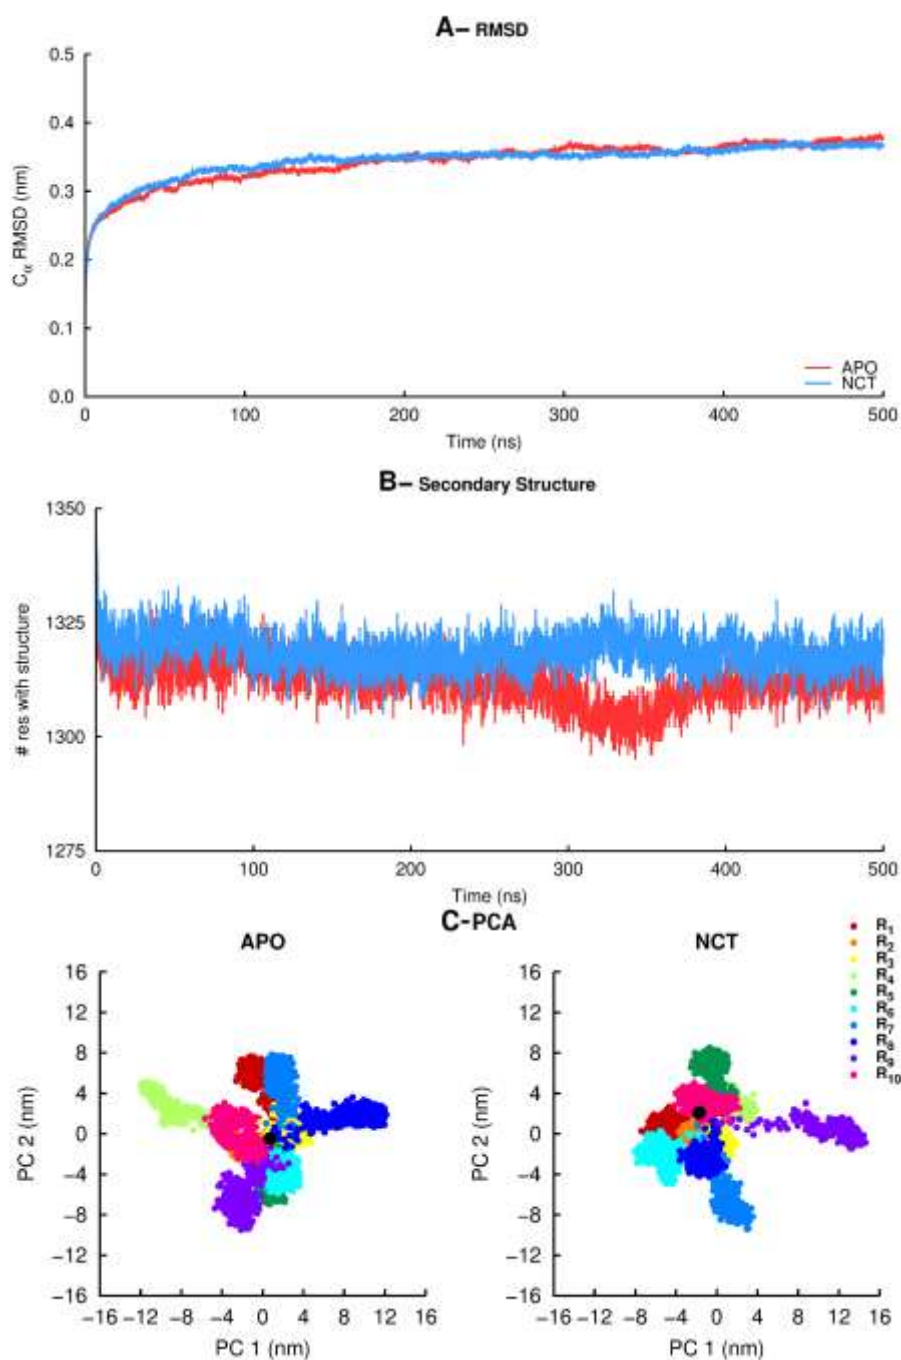 A– RMSD
0.5
0.4
0.3
0.2
0.1
0.0
Cα RMSD (nm)
APO
NCT
0 100 200 300 400 500
Time (ns)
B– Secondary Structure
1350
1325
1300
1275
# res with structure
0 100 200 300 400 500
Time (ns)
C-PCA
APO
16
12
8
4
0
−4
−8
−12
−16
PC 2 (nm)
−16 −12 −8 −4 0 4 8 12 16
PC 1 (nm)
NCT
16
12
8
4
0
−4
−8
−12
−16
PC 2 (nm)
−16 −12 −8 −4 0 4 8 12 16
PC 1 (nm)
R1
R2
R3
R4
R5
R6
R7
R8
R9
R10